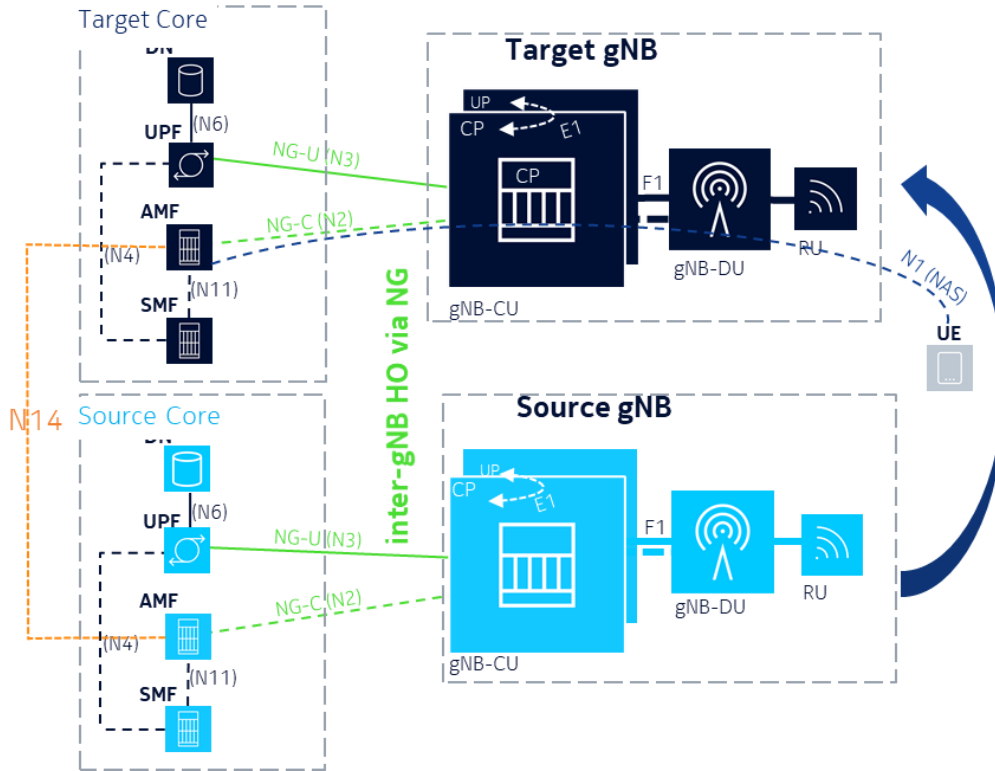 Target Core
DN
(N6)
UPF
AMF
(N4)
(N11)
SMF
NG-U (N3)
NG-C (N2)
Target gNB
UP
CP
E1
CP
F1
gNB-CU
gNB-DU
RU
N1 (NAS)
UE
inter-gNB HO via NG
N14
Source Core
DN
(N6)
UPF
AMF
(N4)
(N11)
SMF
NG-U (N3)
NG-C (N2)
Source gNB
UP
CP
E1
F1
gNB-CU
gNB-DU
RU